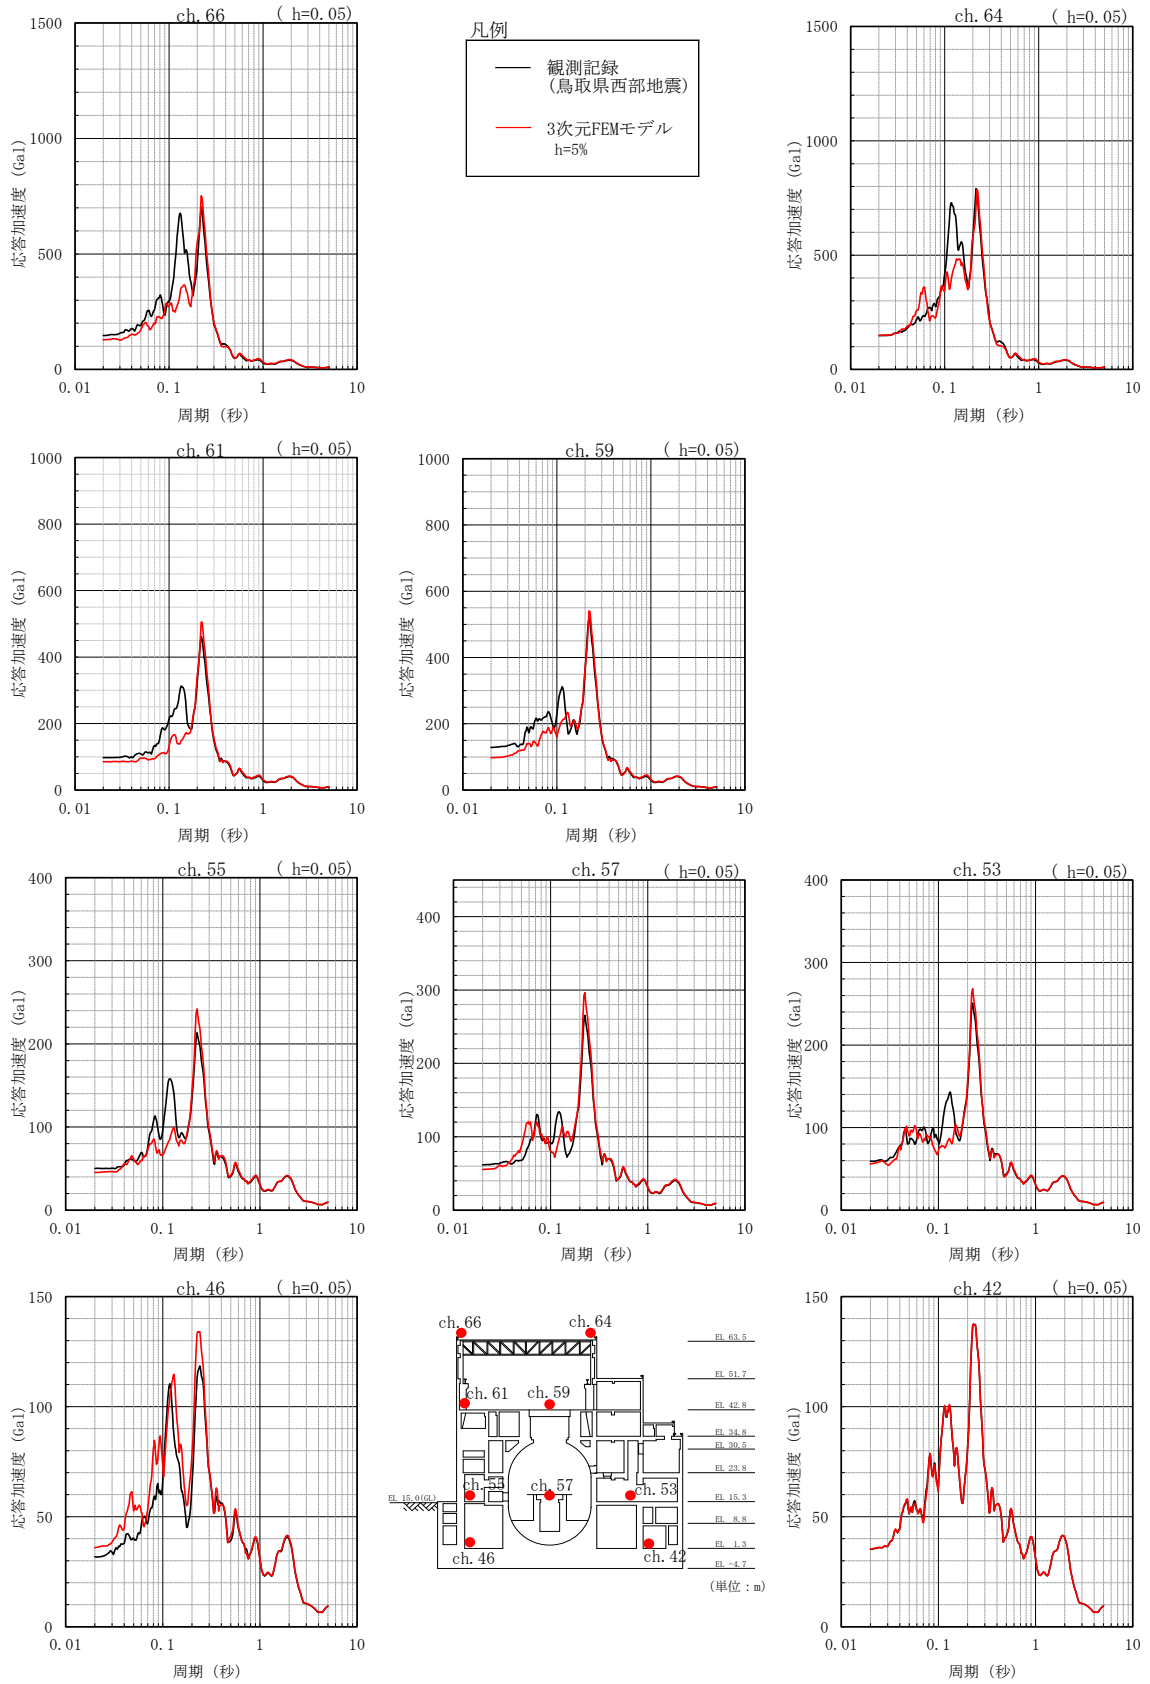 ch.66
( h=0.05)
1500
1000
500
0
応答加速度 (Gal)
0.01
0.1
1
10
周期 (秒)
凡例
観測記録
(鳥取県西部地震)
3次元FEMモデル
h=5%
ch.64
( h=0.05)
1500
1000
500
0
応答加速度 (Gal)
0.01
0.1
1
10
周期 (秒)
ch.61
( h=0.05)
1000
800
600
400
200
0
応答加速度 (Gal)
0.01
0.1
1
10
周期 (秒)
ch.59
( h=0.05)
1000
800
600
400
200
0
応答加速度 (Gal)
0.01
0.1
1
10
周期 (秒)
ch.55
( h=0.05)
400
300
200
100
0
応答加速度 (Gal)
0.01
0.1
1
10
周期 (秒)
ch.57
( h=0.05)
400
300
200
100
0
応答加速度 (Gal)
0.01
0.1
1
10
周期 (秒)
ch.53
( h=0.05)
400
300
200
100
0
応答加速度 (Gal)
0.01
0.1
1
10
周期 (秒)
ch.46
( h=0.05)
150
100
50
0
応答加速度 (Gal)
0.01
0.1
1
10
周期 (秒)
ch.66
ch.64
EL 63.5
EL 51.7
ch.61
ch.59
EL 42.8
EL 34.8
EL 30.5
EL 23.8
ch.55
ch.57
ch.53
EL 15.0(GL)
EL 15.3
EL 8.8
ch.46
ch.42
EL 1.3
EL -4.7
(単位:m)
ch.42
( h=0.05)
150
100
50
0
応答加速度 (Gal)
0.01
0.1
1
10
周期 (秒)